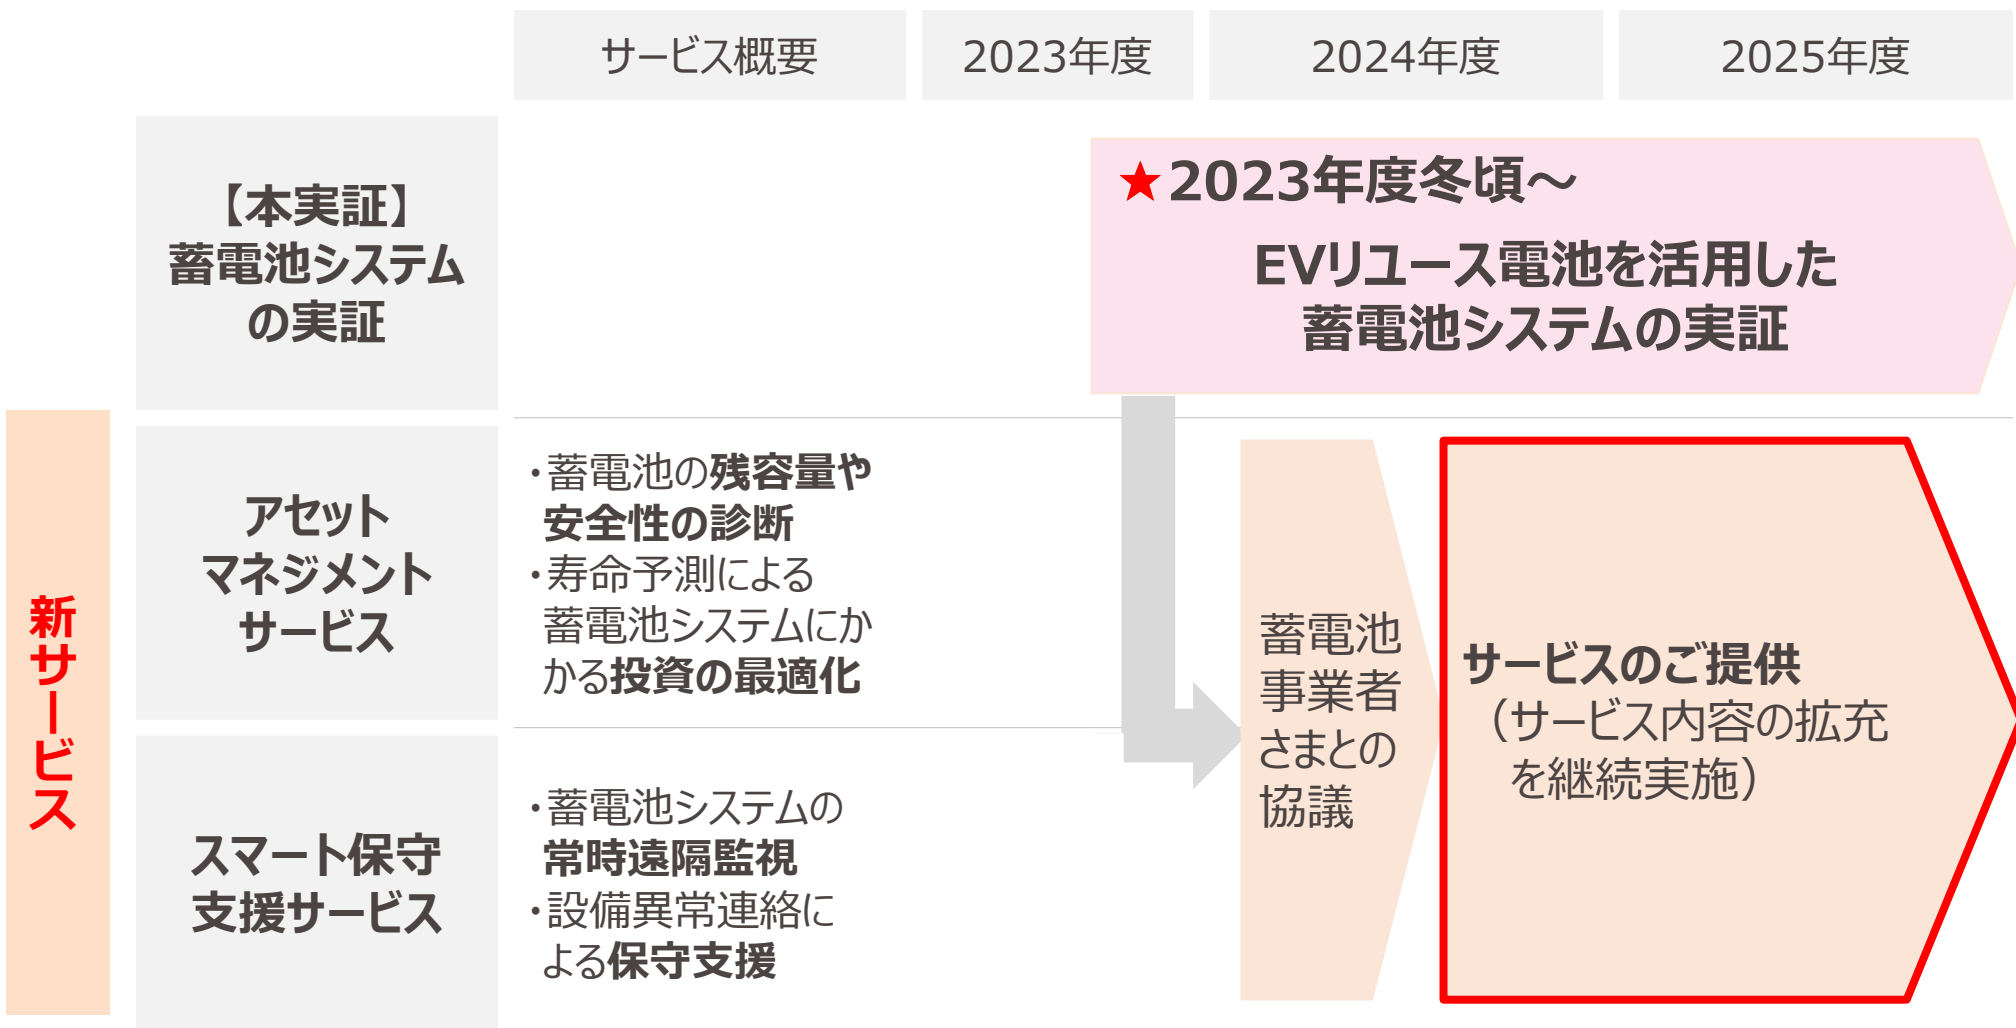 サービス概要
2023年度
2024年度
2025年度
【本実証】
蓄電池システム
の実証
★2023年度冬頃～
EVリユース電池を活用した
蓄電池システムの実証
新サービス
アセット
マネジメント
サービス
・蓄電池の残容量や
安全性の診断
・寿命予測による
蓄電池システムにか
かる投資の最適化
スマート保守
支援サービス
・蓄電池システムの
常時遠隔監視
・設備異常連絡に
よる保守支援
蓄電池
事業者
さまとの
協議
サービスのご提供
（サービス内容の拡充
を継続実施）